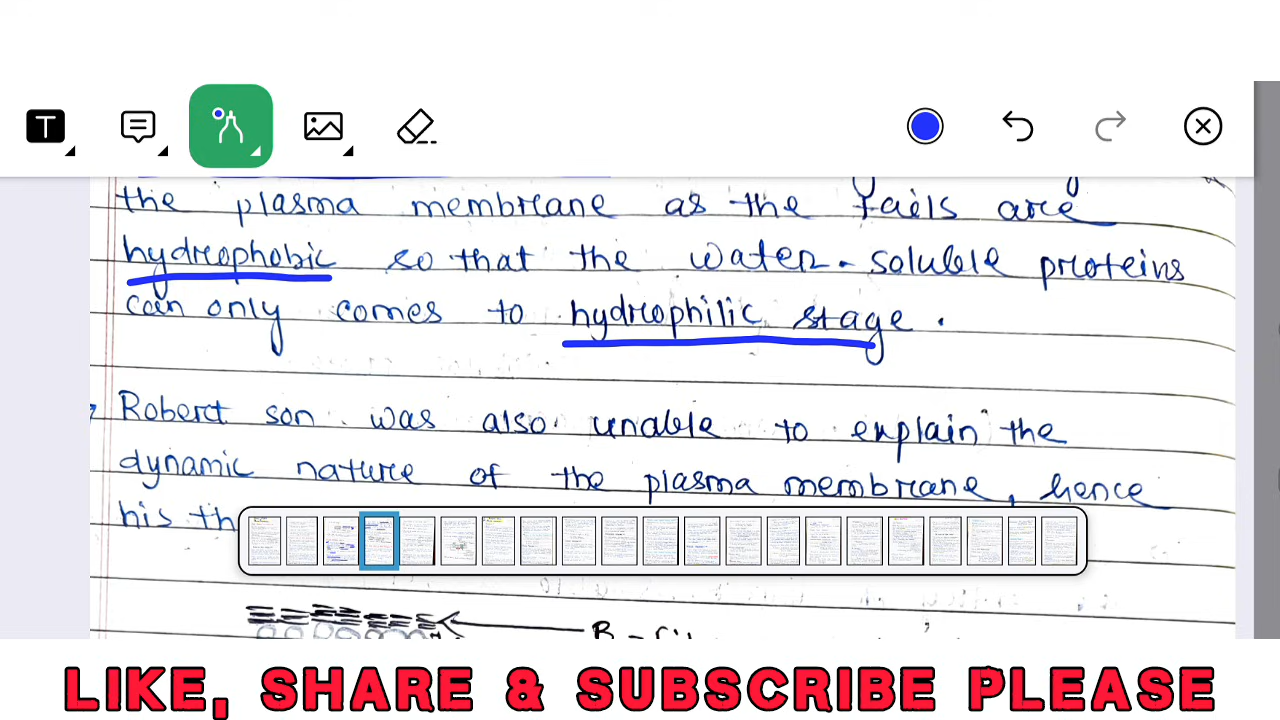 T
the plasma membrane as the tails are
hydrophobic so that the water-soluble proteins
can only comes to hydrophilic stage.
Robert son was also unable to explain the
dynamic nature of the plasma membrane, hence
his
LIKE, SHARE & SUBSCRIBE PLEASE